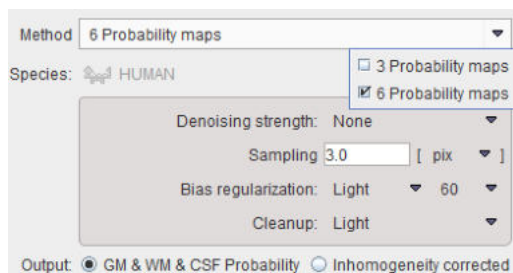 Method 6 Probability maps
3 Probability maps
6 Probability maps
Species: HUMAN
Denoising strength: None
Sampling 3.0 [ pix ]
Bias regularization: Light 60
Cleanup: Light
Output: GM & WM & CSF Probability Inhomogeneity corrected